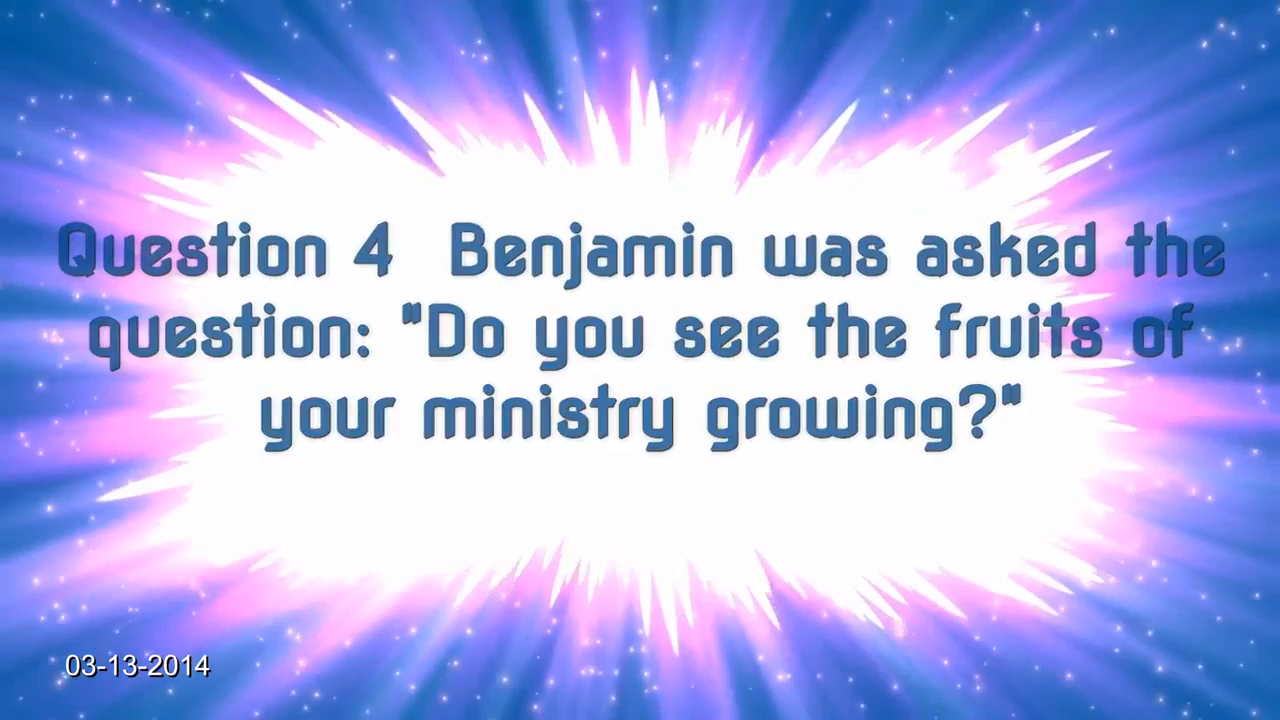 Question 4  Benjamin was asked the
question: "Do you see the fruits of
your ministry growing?"
03-13-2014